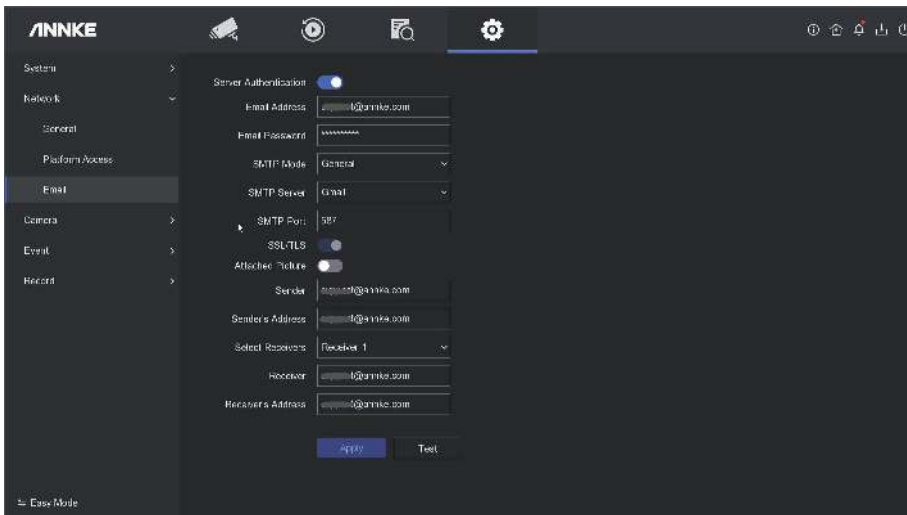 ANNKE
System
Network
General
Platform Access
Email
Camera
Event
Record
Easy Mode
Server Authentication
Email Address
@annke.com
Email Password
*********
SMTP Mode
General
SMTP Server
Gmail
SMTP Port
587
SSL/TLS
Attached Picture
Sender
@annke.com
Sender's Address
@annke.com
Select Receivers
Receiver 1
Receiver
@annke.com
Receiver's Address
@annke.com
Apply
Test